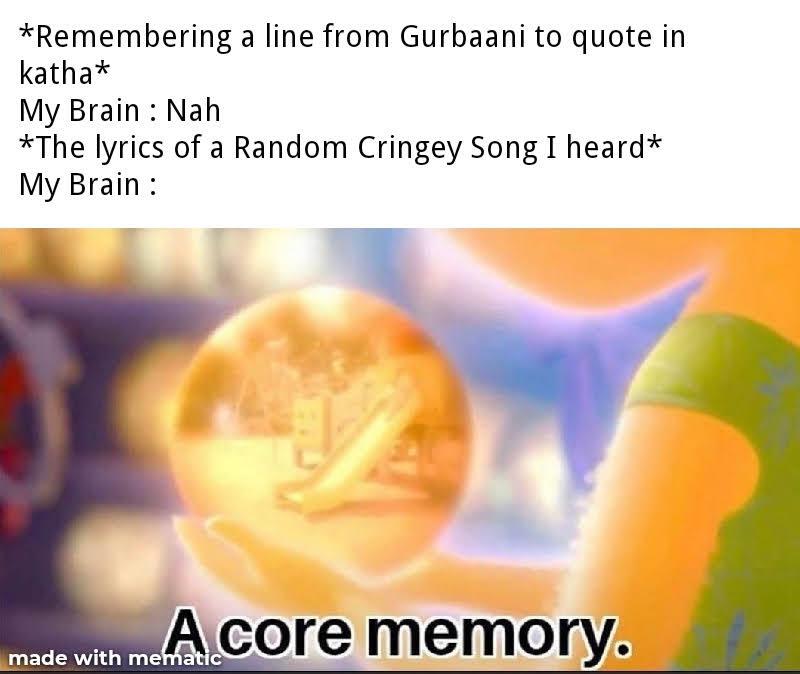 *Remembering a line from Gurbaani to quote in
katha*
My Brain : Nah
*The lyrics of a Random Cringey Song I heard*
My Brain :
A core memory.
made with mematic